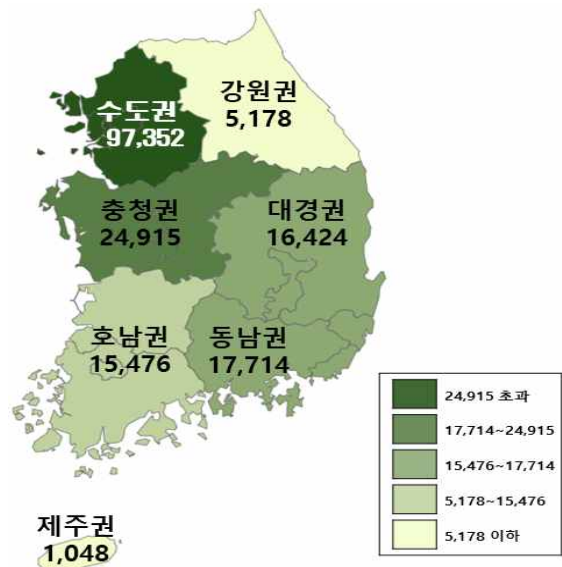 수도권
97,352
강원권
5,178
충청권
24,915
대경권
16,424
호남권
15,476
동남권
17,714
제주권
1,048
24,915 초과
17,714~24,915
15,476~17,714
5,178~15,476
5,178 이하